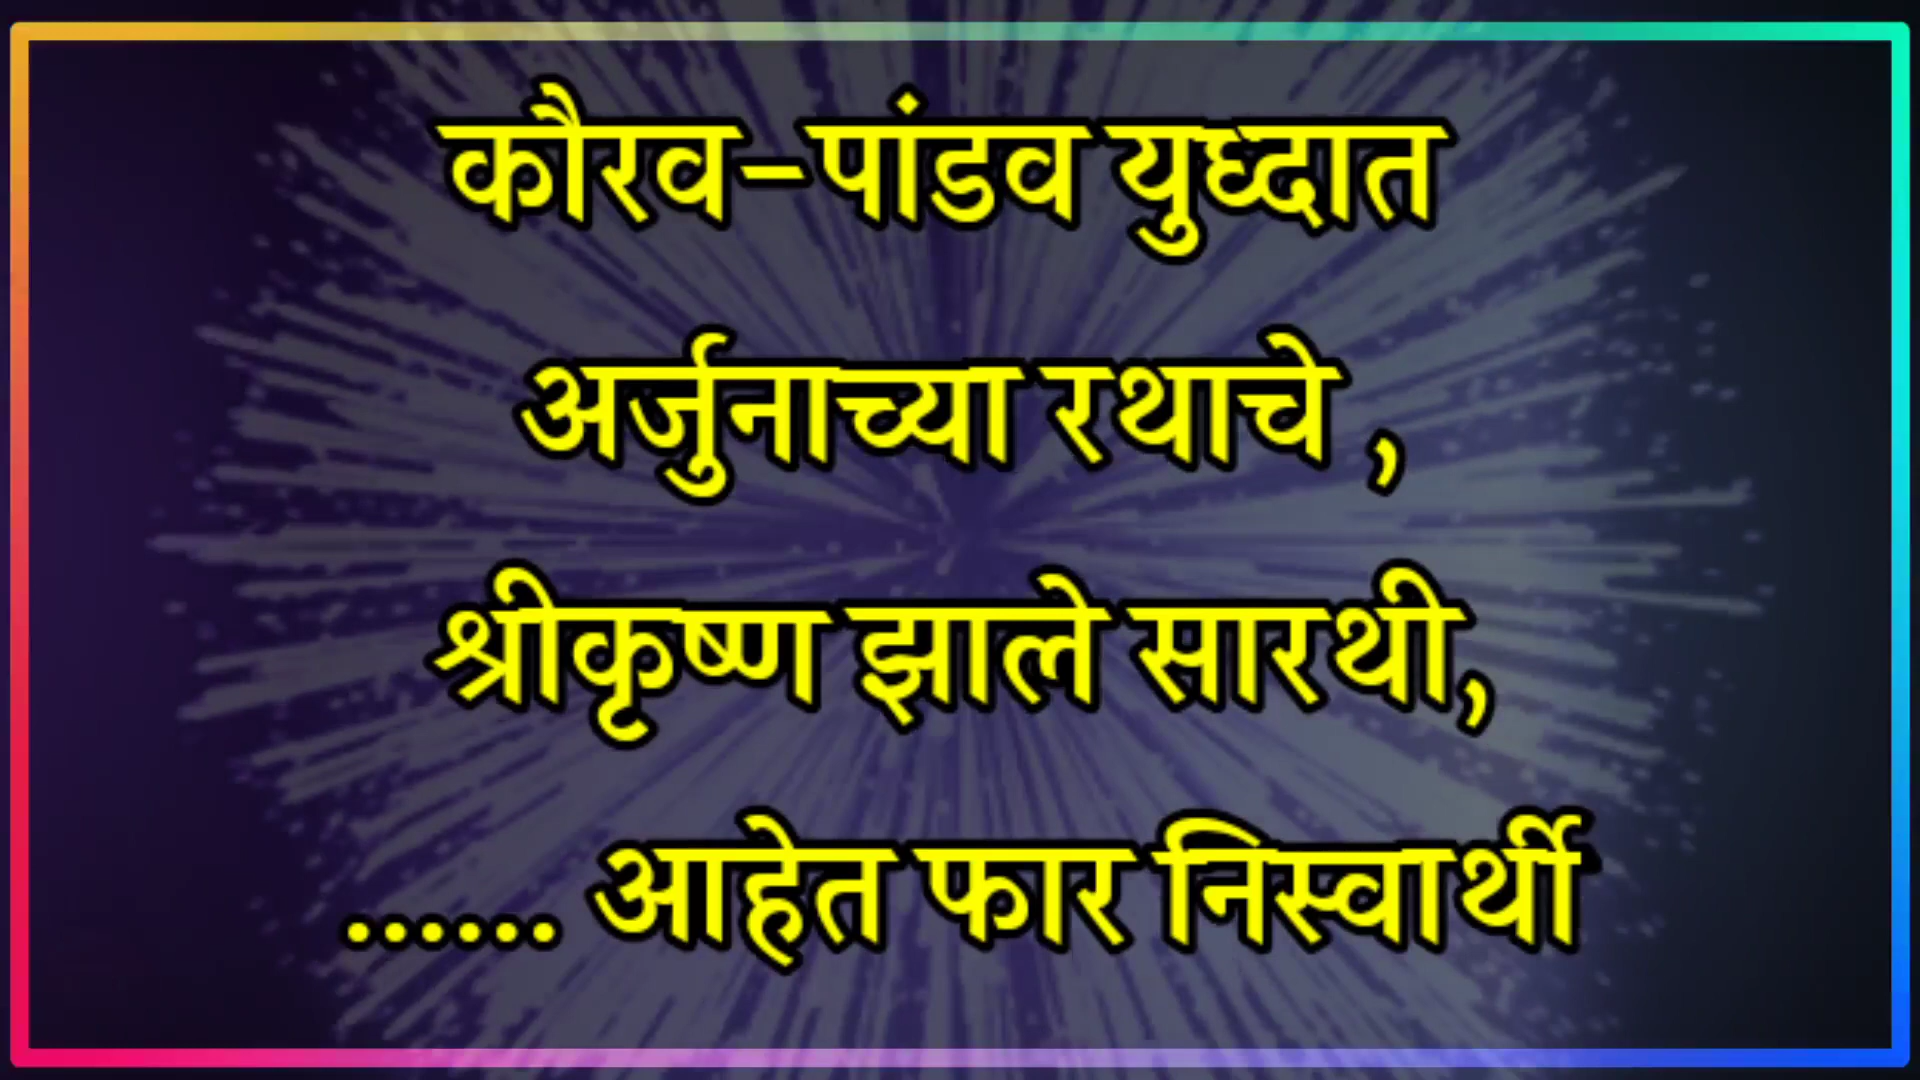 कौरव-पांडव युध्दात
अर्जुनाच्या रथाचे ,
श्रीकृष्ण झाले सारथी,
...... आहेत फार निस्वार्थी